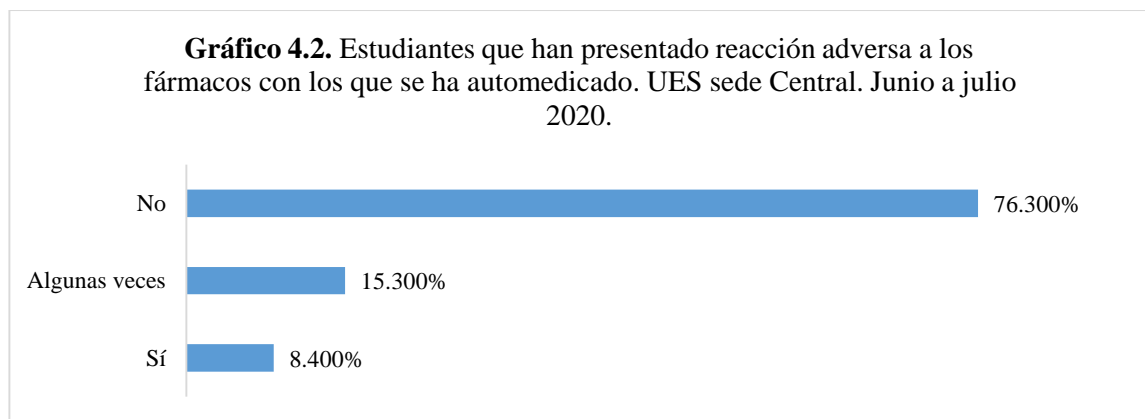 Gráfico 4.2. Estudiantes que han presentado reacción adversa a los
fármacos con los que se ha automedicado. UES sede Central. Junio a julio
2020.
No
76.300%
Algunas veces
15.300%
Sí
8.400%